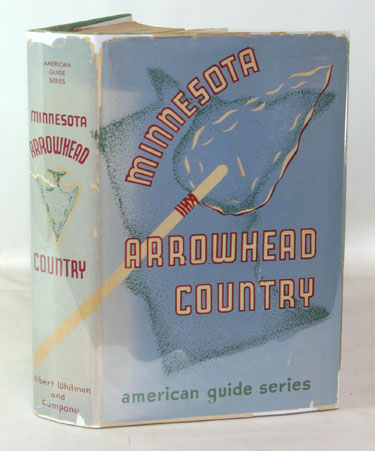 AMERICAN
GUIDE
SERIES
MINNESOTA
ARROWHEAD
COUNTRY
Albert Whitman
and
Company
MINNESOTA
ARROWHEAD
COUNTRY
american guide series